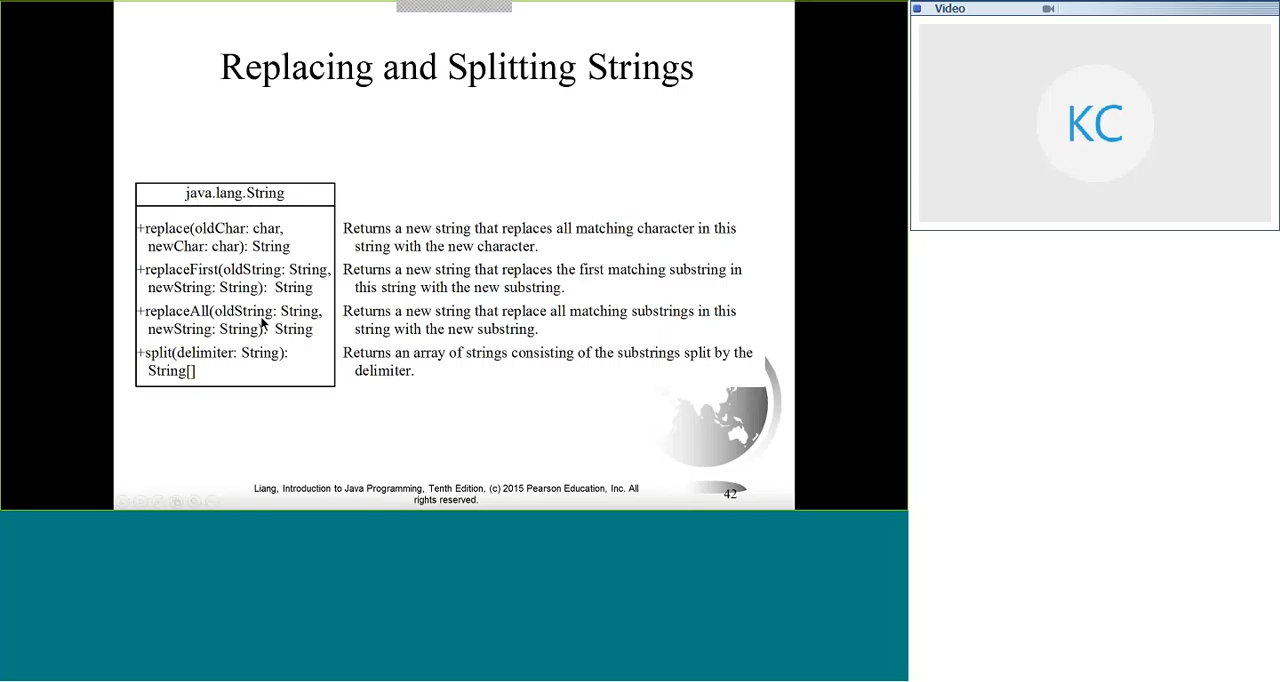 Video
KC
Replacing and Splitting Strings
java.lang.String
+replace(oldChar: char,
newChar: char): String
Returns a new string that replaces all matching character in this
string with the new character.
+replaceFirst(oldString: String,
newString: String): String
Returns a new string that replaces the first matching substring in
this string with the new substring.
+replaceAll(oldString: String,
newString: String): String
Returns a new string that replace all matching substrings in this
string with the new substring.
+split(delimiter: String):
String[]
Returns an array of strings consisting of the substrings split by the
delimiter.
Liang, Introduction to Java Programming, Tenth Edition, (c) 2015 Pearson Education, Inc. All
rights reserved.
42